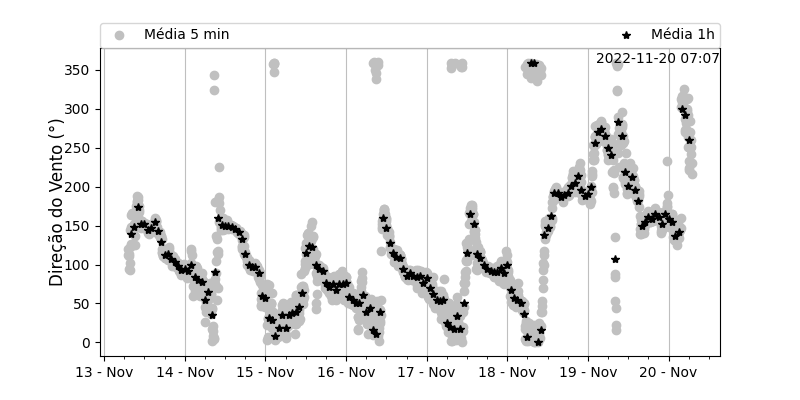 Média 5 min
Média 1h
2022-11-20 07:07
Direção do Vento (°)
350
300
250
200
150
100
50
0
13 - Nov
14 - Nov
15 - Nov
16 - Nov
17 - Nov
18 - Nov
19 - Nov
20 - Nov